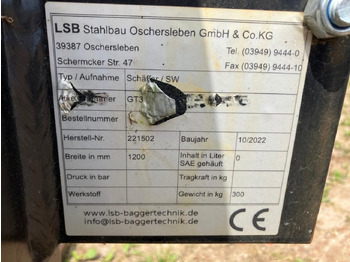 LSB Stahlbau Oschersleben GmbH & Co.KG
39387 Oschersleben Tel. (03949) 9444-0
Schermcker Str. 47 Fax (03949) 9444-10
Typ / Aufnahme Schäffer / SW
GT3
Bestellnummer
Herstell-Nr. 221502 Baujahr 10/2022
Breite in mm 1200 Inhalt in Liter 0
SAE gehäuft
Druck in bar Tragkraft in kg
Werkstoff Gewicht in kg 300
www.lsb-baggertechnik.de
info@lsb-baggertechnik.de CE